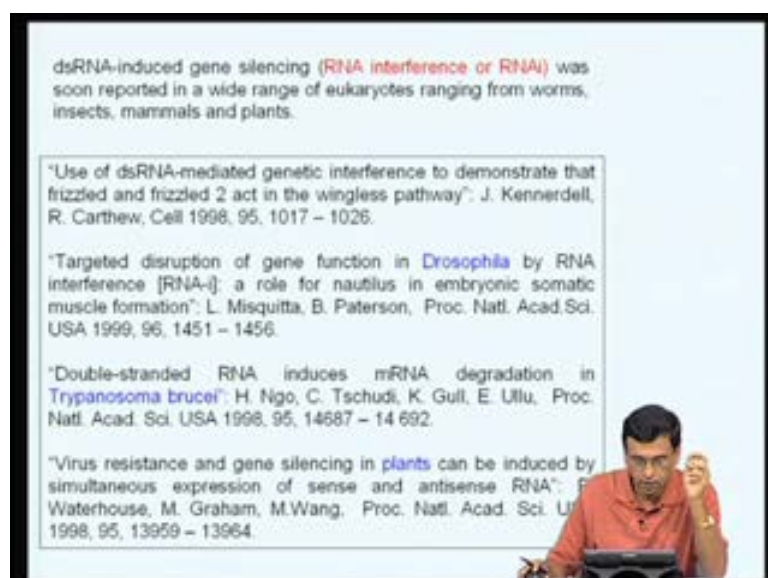 dsRNA-induced gene silencing (RNA interference or RNAi) was
soon reported in a wide range of eukaryotes ranging from worms,
insects, mammals and plants.
“Use of dsRNA-mediated genetic interference to demonstrate that
frizzled and frizzled 2 act in the wingless pathway”: J. Kennerdell,
R. Carthew, Cell 1998, 95, 1017 – 1026.
“Targeted disruption of gene function in Drosophila by RNA
interference [RNA-i]: a role for nautilus in embryonic somatic
muscle formation”: L. Misquitta, B. Paterson, Proc. Natl. Acad.Sci.
USA 1999, 96, 1451 – 1456.
“Double-stranded RNA induces mRNA degradation in
Trypanosoma brucei”: H. Ngo, C. Tschudi, K. Gull, E. Ullu, Proc.
Natl. Acad. Sci. USA 1998, 95, 14687 – 14 692.
“Virus resistance and gene silencing in plants can be induced by
simultaneous expression of sense and antisense RNA”:
Waterhouse, M. Graham, M.Wang, Proc. Natl. Acad. Sci.
1998, 95, 13959 – 13964.